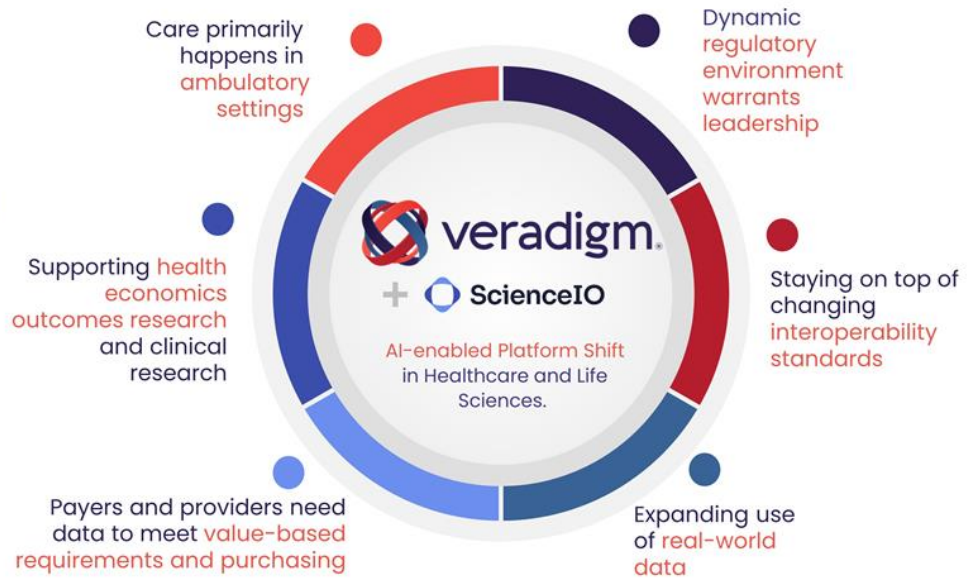 Care primarily
happens in
ambulatory
settings
Dynamic
regulatory
environment
warrants
leadership
Supporting health
economics
outcomes research
and clinical
research
veradigm®
+ ScienceIO
AI-enabled Platform Shift
in Healthcare and Life
Sciences.
Staying on top of
changing
interoperability
standards
Payers and providers need
data to meet value-based
requirements and purchasing
Expanding use
of real-world
data